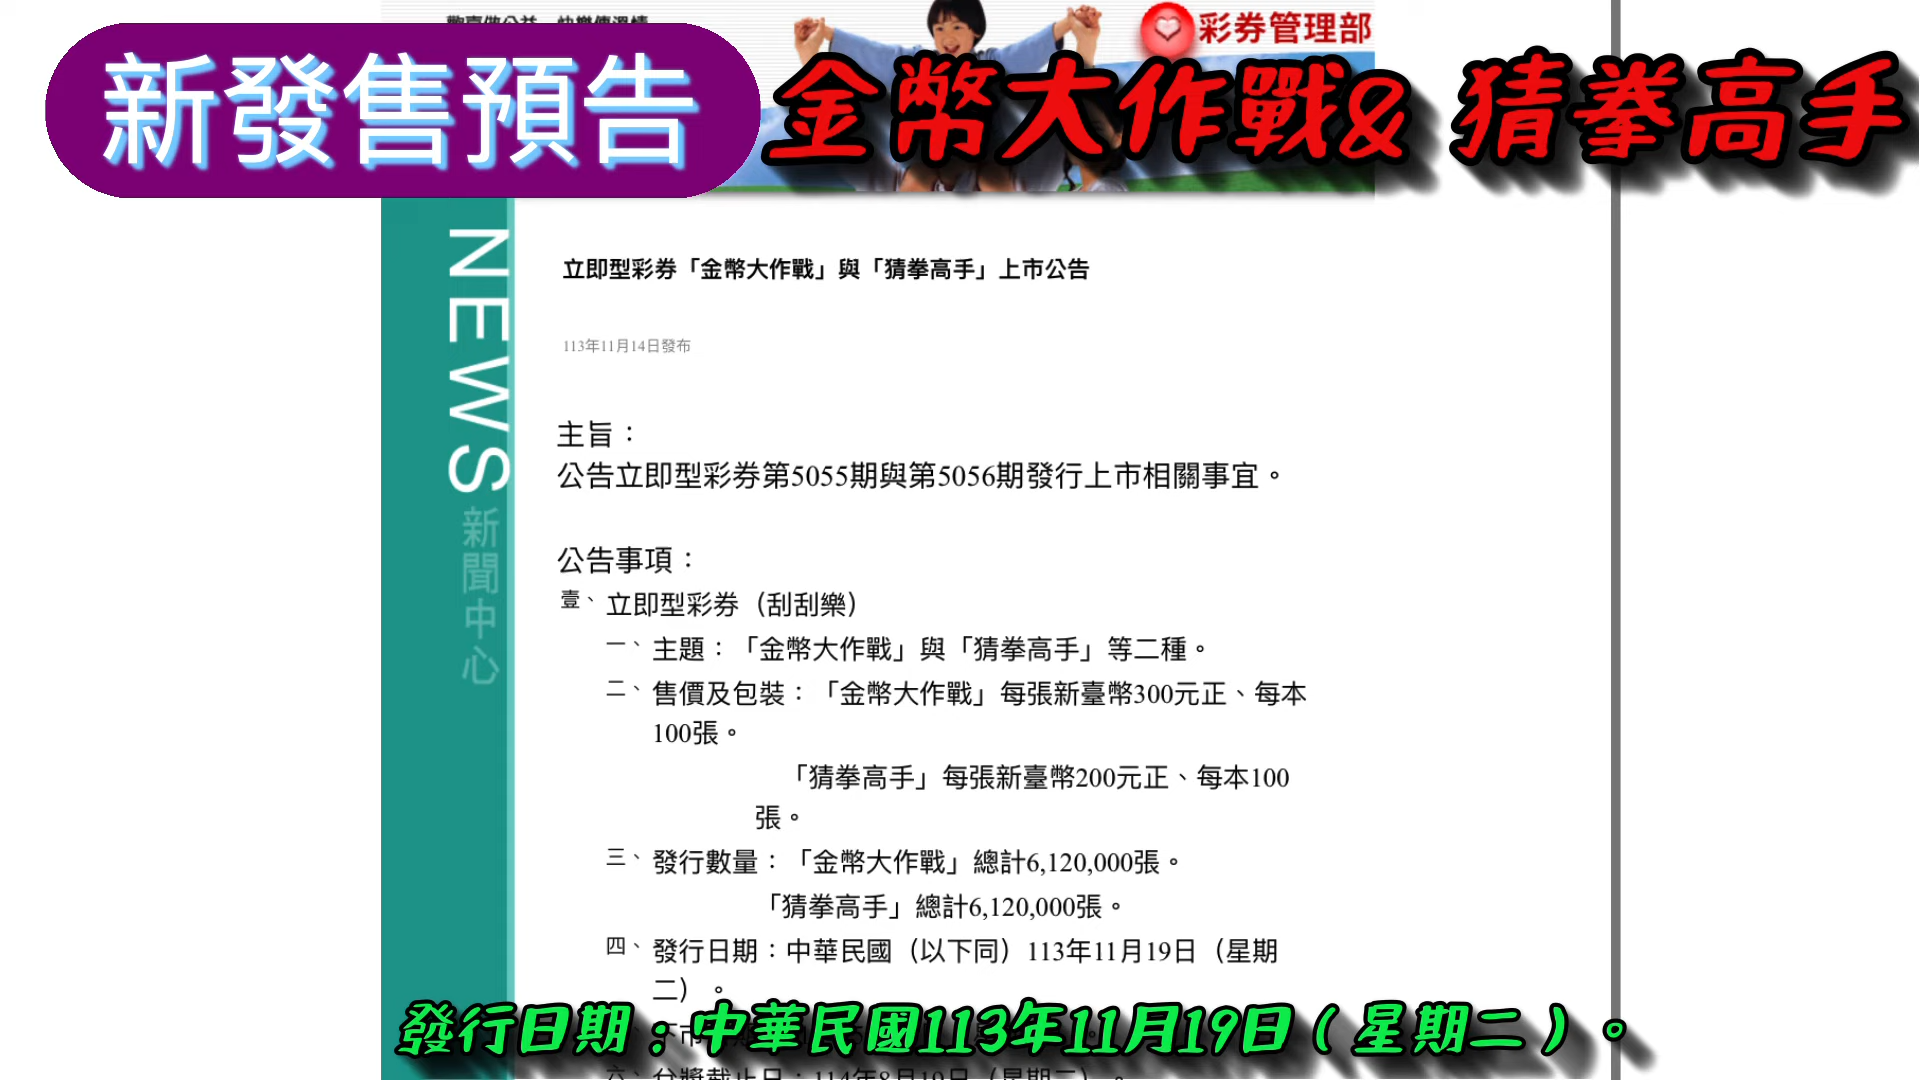 彩券管理部
新發售預告
金幣大作戰& 猜拳高手
NEWS
新聞中心
立即型彩券「金幣大作戰」與「猜拳高手」上市公告
113年11月14日發布
主旨：
公告立即型彩券第5055期與第5056期發行上市相關事宜。
公告事項：
壹、 立即型彩券（刮刮樂）
一、 主題：「金幣大作戰」與「猜拳高手」等二種。
二、 售價及包裝：「金幣大作戰」每張新臺幣300元正、每本
100張。
「猜拳高手」每張新臺幣200元正、每本100
張。
三、 發行數量：「金幣大作戰」總計6,120,000張。
「猜拳高手」總計6,120,000張。
四、 發行日期：中華民國（以下同）113年11月19日（星期
二）。
發行日期：中華民國113年11月19日（星期二）。